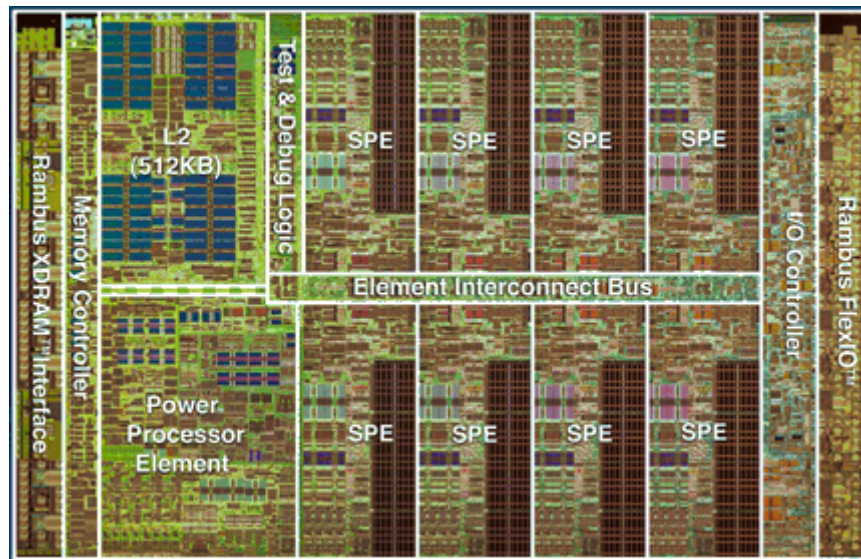 Rambus XDRAM™ Interface
Memory Controller
L2
(512KB)
Test & Debug Logic
SPE
SPE
SPE
SPE
I/O Controller
Rambus FlexIO™
Element Interconnect Bus
Power
Processor
Element
SPE
SPE
SPE
SPE